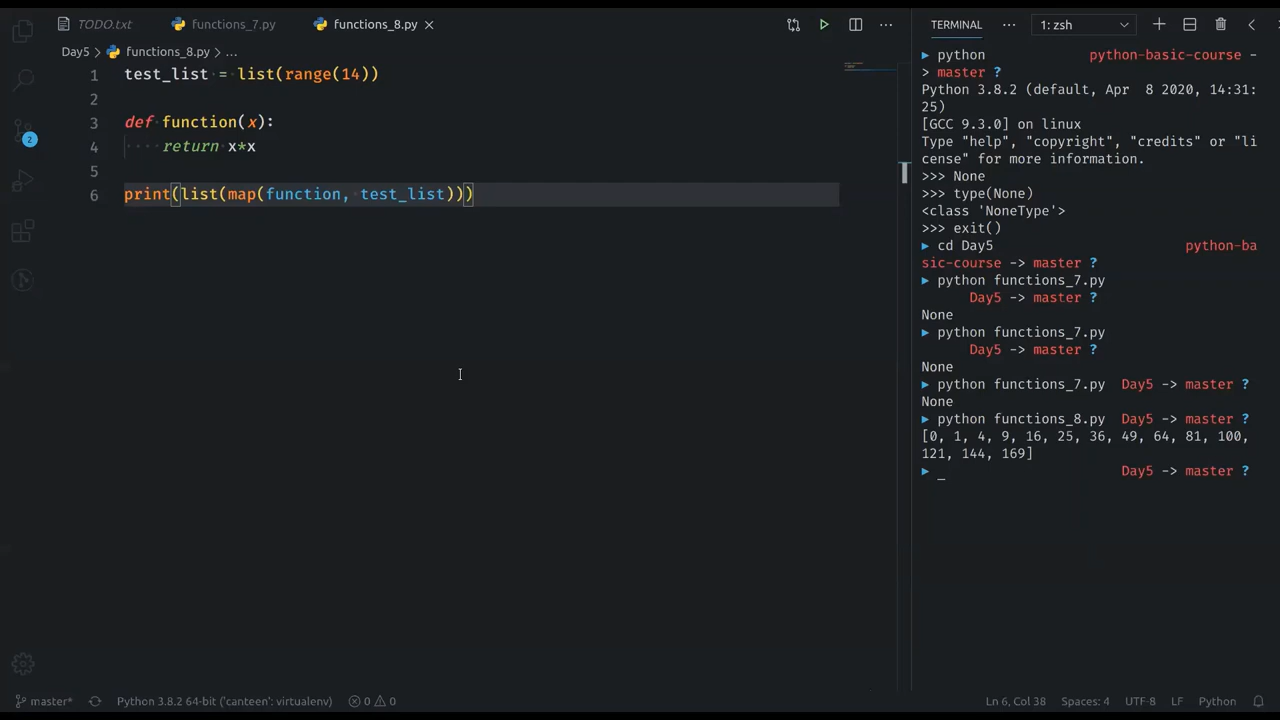 TODO.txt functions_7.py functions_8.py
Day5 > functions_8.py > ...
1 test_list = list(range(14))
2
3 def function(x):
4 return x*x
5
6 print(list(map(function, test_list)))
2
master* Python 3.8.2 64-bit ('canteen': virtualenv) 0 0 Ln 6, Col 38 Spaces: 4 UTF-8 LF Python
TERMINAL ... 1: zsh
python python-basic-course -
> master ?
Python 3.8.2 (default, Apr 8 2020, 14:31:
25)
[GCC 9.3.0] on linux
Type "help", "copyright", "credits" or "li
cense" for more information.
>>> None
>>> type(None)
<class 'NoneType'>
>>> exit()
cd Day5 python-ba
sic-course -> master ?
python functions_7.py
Day5 -> master ?
None
python functions_7.py
Day5 -> master ?
None
python functions_7.py Day5 -> master ?
None
python functions_8.py Day5 -> master ?
[0, 1, 4, 9, 16, 25, 36, 49, 64, 81, 100,
121, 144, 169]
_ Day5 -> master ?